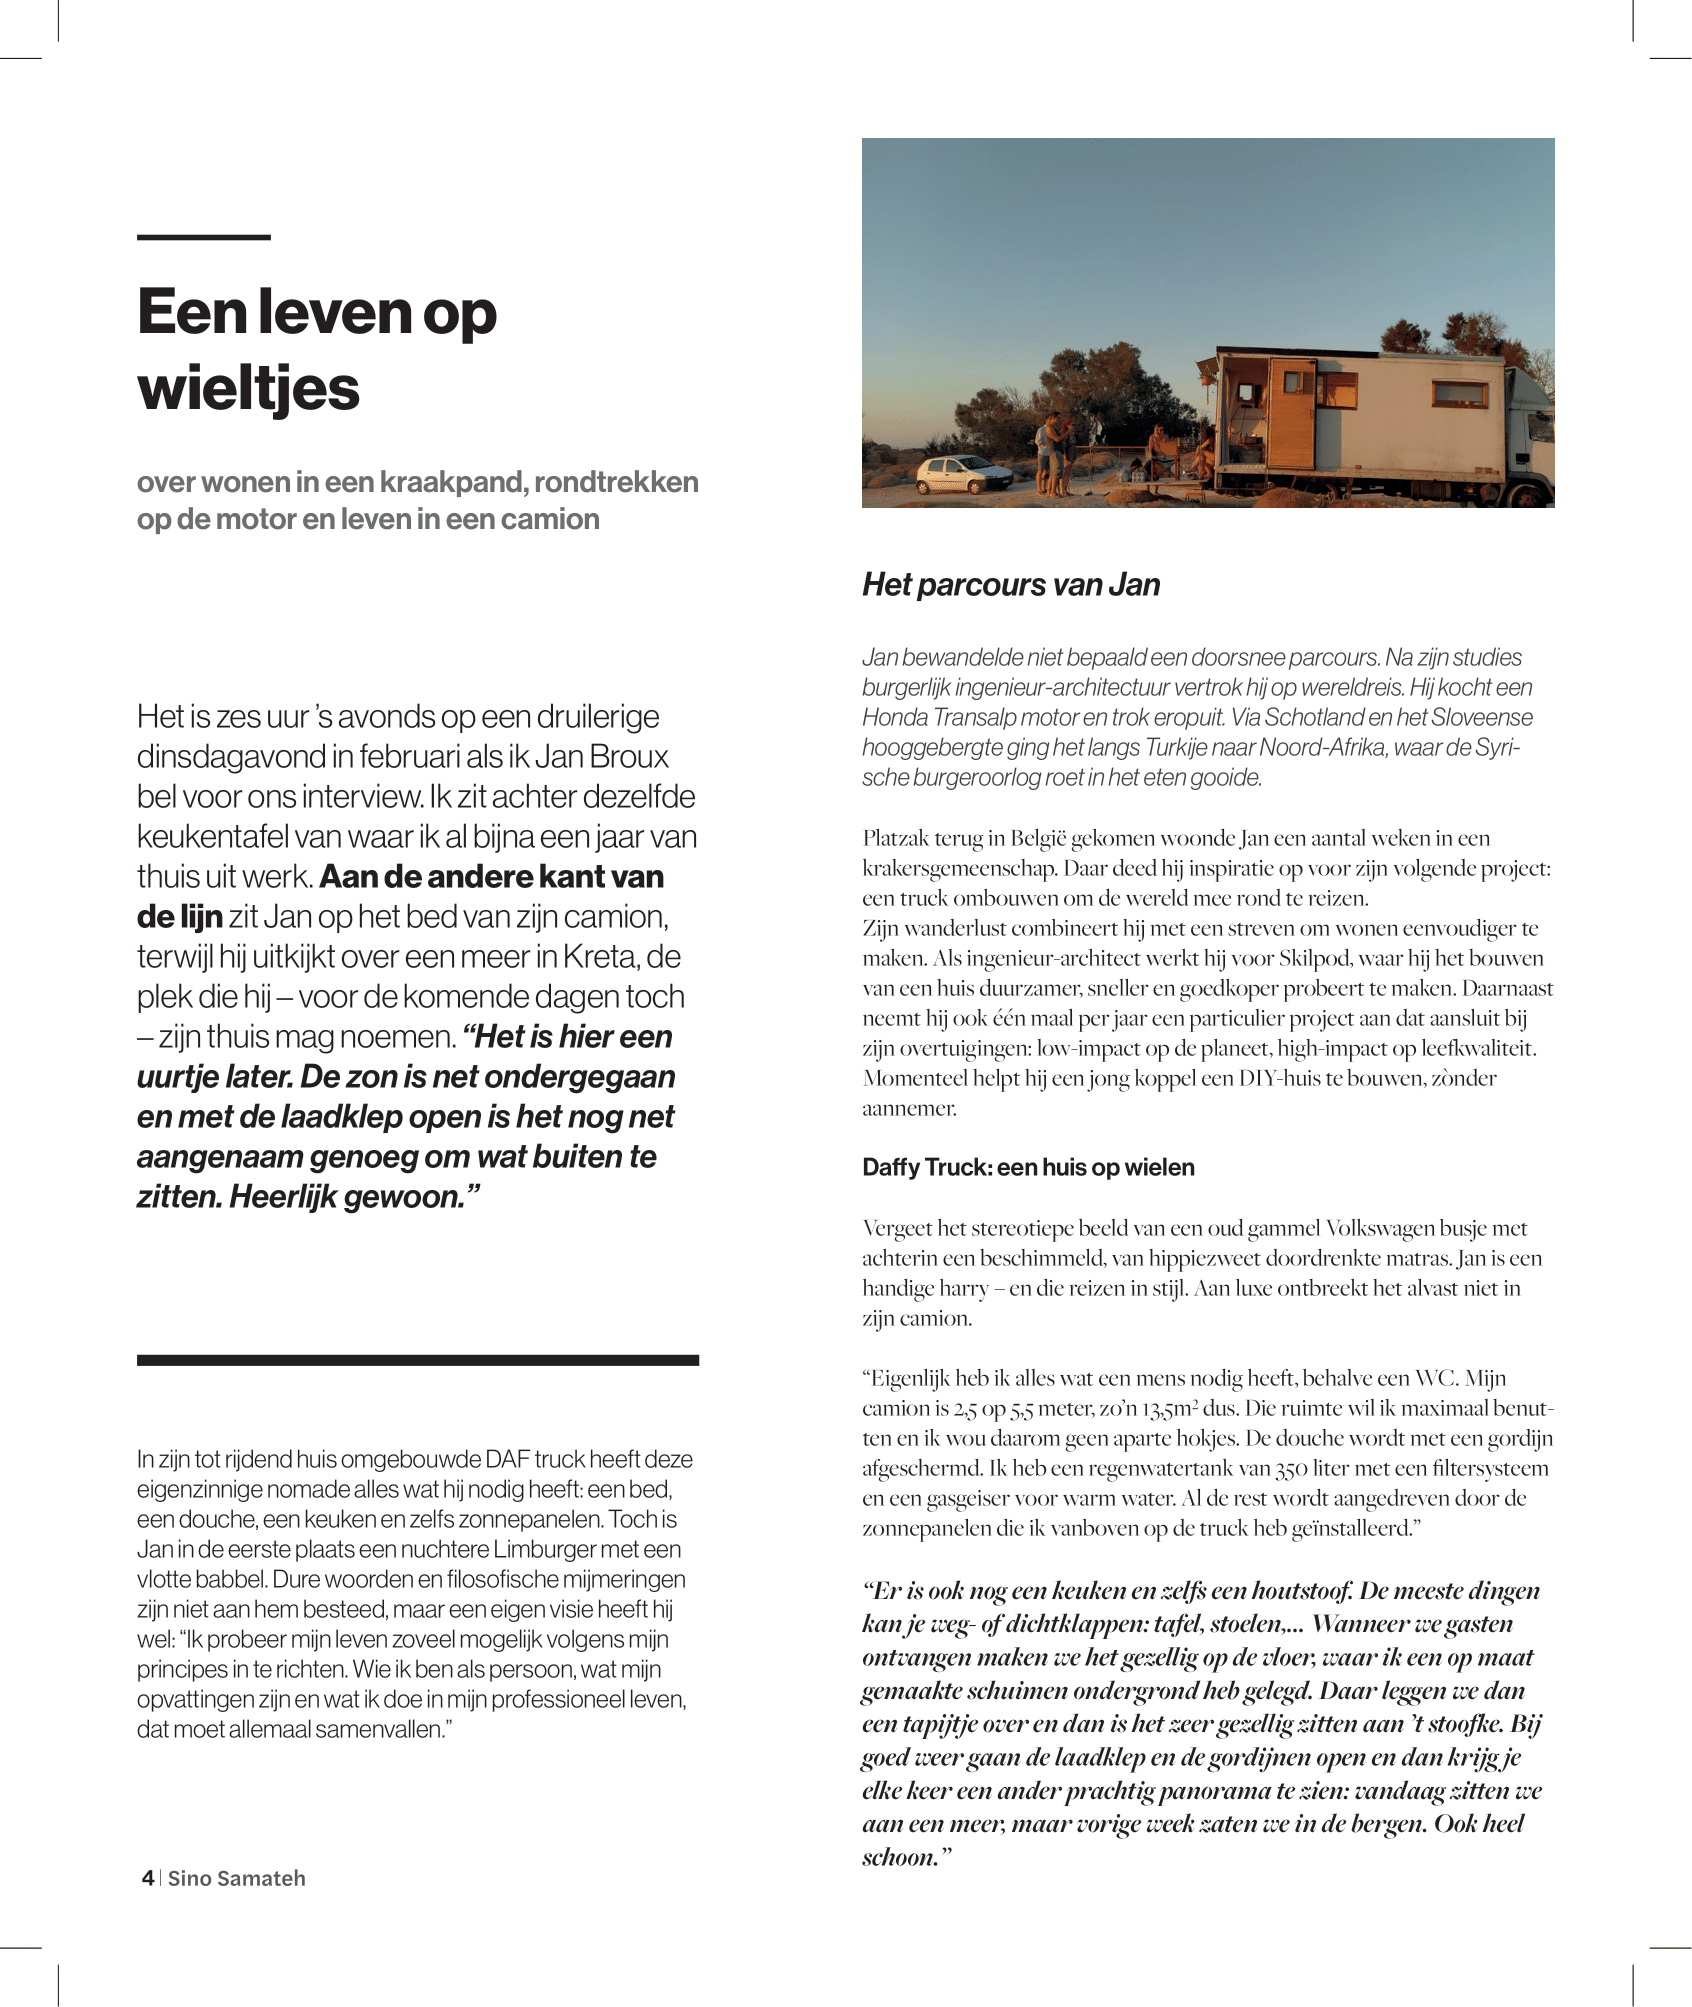 Een leven op
wieltjes
over wonen in een kraakpand, rondtrekken
op de motor en leven in een camion
Het is zes uur ’s avonds op een druilerige
dinsdagavond in februari als ik Jan Broux
bel voor ons interview. Ik zit achter dezelfde
keukentafel van waar ik al bijna een jaar van
thuis uit werk. Aan de andere kant van
de lijn zit Jan op het bed van zijn camion,
terwijl hij uitkijkt over een meer in Kreta, de
plek die hij – voor de komende dagen toch
– zijn thuis mag noemen. “Het is hier een
uurtje later. De zon is net ondergegaan
en met de laadklep open is het nog net
aangenaam genoeg om wat buiten te
zitten. Heerlijk gewoon.”
In zijn tot rijdend huis omgebouwde DAF truck heeft deze
eigenzinnige nomade alles wat hij nodig heeft: een bed,
een douche, een keuken en zelfs zonnepanelen. Toch is
Jan in de eerste plaats een nuchtere Limburger met een
vlotte babbel. Dure woorden en filosofische mijmeringen
zijn niet aan hem besteed, maar een eigen visie heeft hij
wel: “Ik probeer mijn leven zoveel mogelijk volgens mijn
principes in te richten. Wie ik ben als persoon, wat mijn
opvattingen zijn en wat ik doe in mijn professioneel leven,
dat moet allemaal samenvallen.”
4 | Sino Samateh
Het parcours van Jan
Jan bewandelde niet bepaald een doorsnee parcours. Na zijn studies
burgerlijk ingenieur-architectuur vertrok hij op wereldreis. Hij kocht een
Honda Transalp motor en trok eropuit. Via Schotland en het Sloveense
hooggebergte ging het langs Turkije naar Noord-Afrika, waar de Syri-
sche burgeroorlog roet in het eten gooide.
Platzak terug in België gekomen woonde Jan een aantal weken in een
krakersgemeenschap. Daar deed hij inspiratie op voor zijn volgende project:
een truck ombouwen om de wereld mee rond te reizen.
Zijn wanderlust combineert hij met een streven om wonen eenvoudiger te
maken. Als ingenieur-architect werkt hij voor Skilpod, waar hij het bouwen
van een huis duurzamer, sneller en goedkoper probeert te maken. Daarnaast
neemt hij ook één maal per jaar een particulier project aan dat aansluit bij
zijn overtuigingen: low-impact op de planeet, high-impact op leefkwaliteit.
Momenteel helpt hij een jong koppel een DIY-huis te bouwen, zònder
aannemer.
Daffy Truck: een huis op wielen
Vergeet het stereotiepe beeld van een oud gammel Volkswagen busje met
achterin een beschimmeld, van hippiezweet doordrenkte matras. Jan is een
handige harry – en die reizen in stijl. Aan luxe ontbreekt het alvast niet in
zijn camion.
“Eigenlijk heb ik alles wat een mens nodig heeft, behalve een WC. Mijn
camion is 2,5 op 5,5 meter, zo’n 13,5m² dus. Die ruimte wil ik maximaal benut-
ten en ik wou daarom geen aparte hokjes. De douche wordt met een gordijn
afgeschermd. Ik heb een regenwatertank van 350 liter met een filtersysteem
en een gasgeiser voor warm water. Al de rest wordt aangedreven door de
zonnepanelen die ik vanboven op de truck heb geïnstalleerd.”
“Er is ook nog een keuken en zelfs een houtstoof. De meeste dingen
kan je weg- of dichtklappen: tafel, stoelen,... Wanneer we gasten
ontvangen maken we het gezellig op de vloer, waar ik een op maat
gemaakte schuimen ondergrond heb gelegd. Daar leggen we dan
een tapijtje over en dan is het zeer gezellig zitten aan ’t stoofke. Bij
goed weer gaan de laadklep en de gordijnen open en dan krijg je
elke keer een ander prachtig panorama te zien: vandaag zitten we
aan een meer, maar vorige week zaten we in de bergen. Ook heel
schoon.”